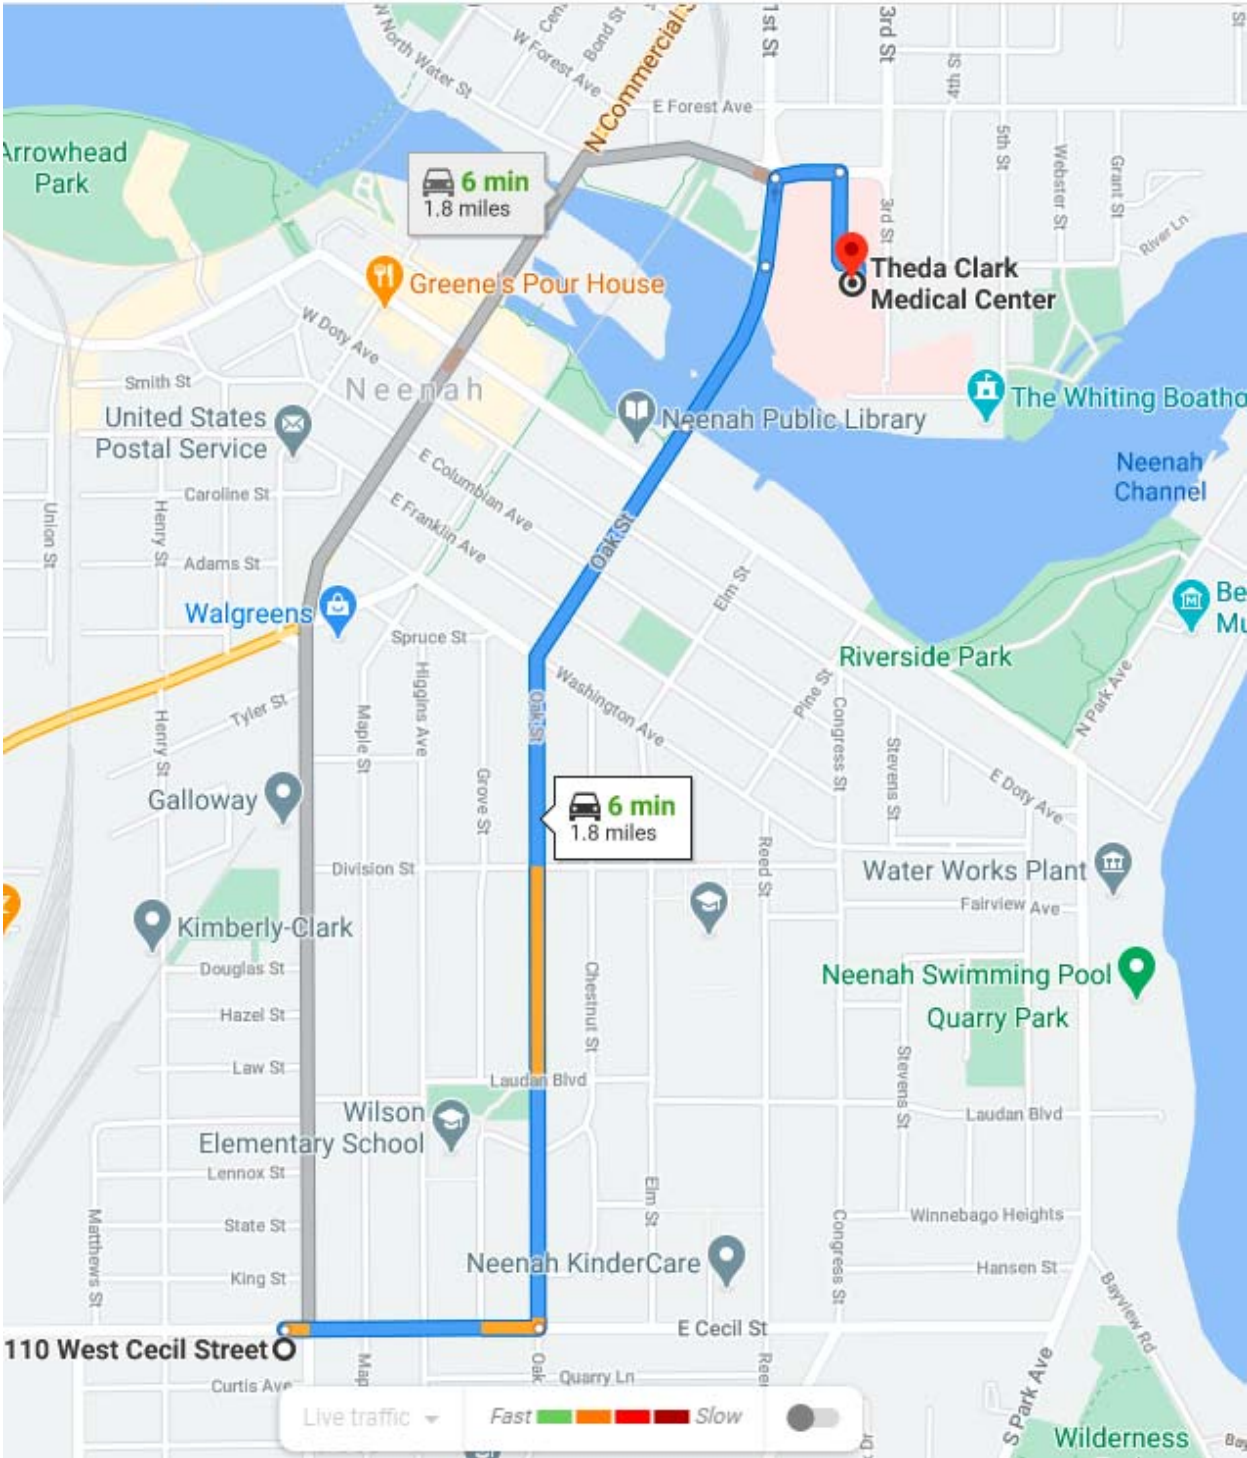 W North Water St
Cen
Bond St
W Forest Ave
N Commercial S
1st St
3rd St
4th St
St
E Forest Ave
5th St
Webster St
Grant St
River Ln
Arrowhead
Park
6 min
1.8 miles
3rd St
Theda Clark
Medical Center
Greene's Pour House
W Doty Ave
Smith St
Neenah
United States
Postal Service
Neenah Public Library
The Whiting Boatho
Neenah
Channel
Caroline St
E Columbian Ave
E Franklin Ave
Union St
Henry St
Adams St
Oak St
Elm St
Walgreens
Spruce St
Be
Mu
Riverside Park
N Park Ave
Tyler St
Henry St
Maple St
Higgins Ave
Oak St
Washington Ave
Pine St
Congress St
Stevens St
E Doty Ave
Galloway
Grove St
6 min
1.8 miles
Reed St
Division St
Water Works Plant
Fairview Ave
Kimberly-Clark
Douglas St
Chestnut St
Neenah Swimming Pool
Quarry Park
Hazel St
Law St
Laudan Blvd
Stevens St
Laudan Blvd
Wilson
Elementary School
Lennox St
Elm St
Matthews St
State St
Congress St
Winnebago Heights
Neenah KinderCare
King St
Hansen St
Bayview Rd
110 West Cecil Street
E Cecil St
Curtis Ave
Map
Oak
Quarry Ln
Ree
S Park Ave
Live traffic
Fast
Slow
Dr
Wilderness
Bay